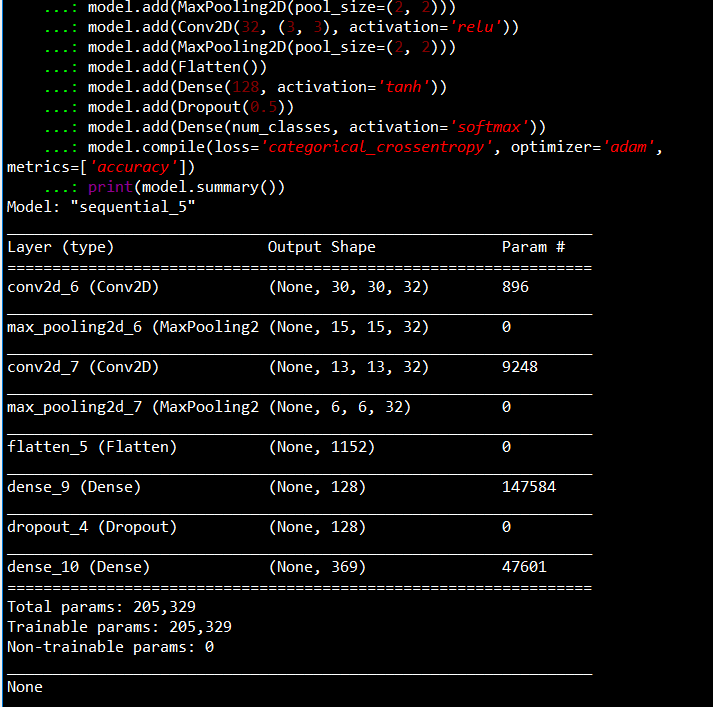 ...: model.add(MaxPooling2D(pool_size=(2, 2)))
...: model.add(Conv2D(32, (3, 3), activation='relu'))
...: model.add(MaxPooling2D(pool_size=(2, 2)))
...: model.add(Flatten())
...: model.add(Dense(128, activation='tanh'))
...: model.add(Dropout(0.5))
...: model.add(Dense(num_classes, activation='softmax'))
...: model.compile(loss='categorical_crossentropy', optimizer='adam',
metrics=['accuracy'])
...: print(model.summary())
Model: "sequential_5"
Layer (type) Output Shape Param #
=================================================================
conv2d_6 (Conv2D) (None, 30, 30, 32) 896
max_pooling2d_6 (MaxPooling2 (None, 15, 15, 32) 0
conv2d_7 (Conv2D) (None, 13, 13, 32) 9248
max_pooling2d_7 (MaxPooling2 (None, 6, 6, 32) 0
flatten_5 (Flatten) (None, 1152) 0
dense_9 (Dense) (None, 128) 147584
dropout_4 (Dropout) (None, 128) 0
dense_10 (Dense) (None, 369) 47601
=================================================================
Total params: 205,329
Trainable params: 205,329
Non-trainable params: 0
None